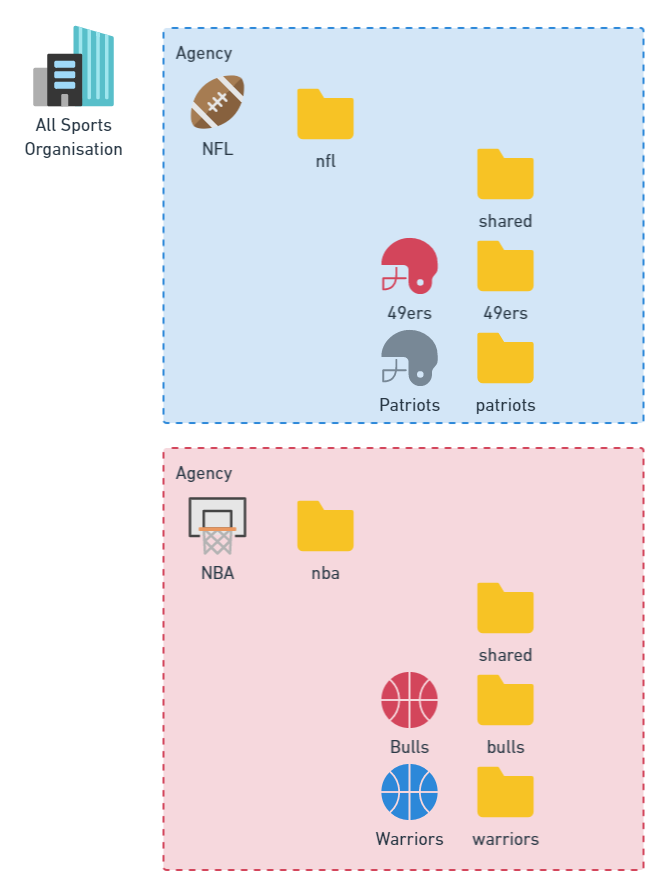 All Sports
Organisation
Agency
NFL
nfl
shared
49ers
49ers
Patriots
patriots
Agency
NBA
nba
shared
Bulls
bulls
Warriors
warriors